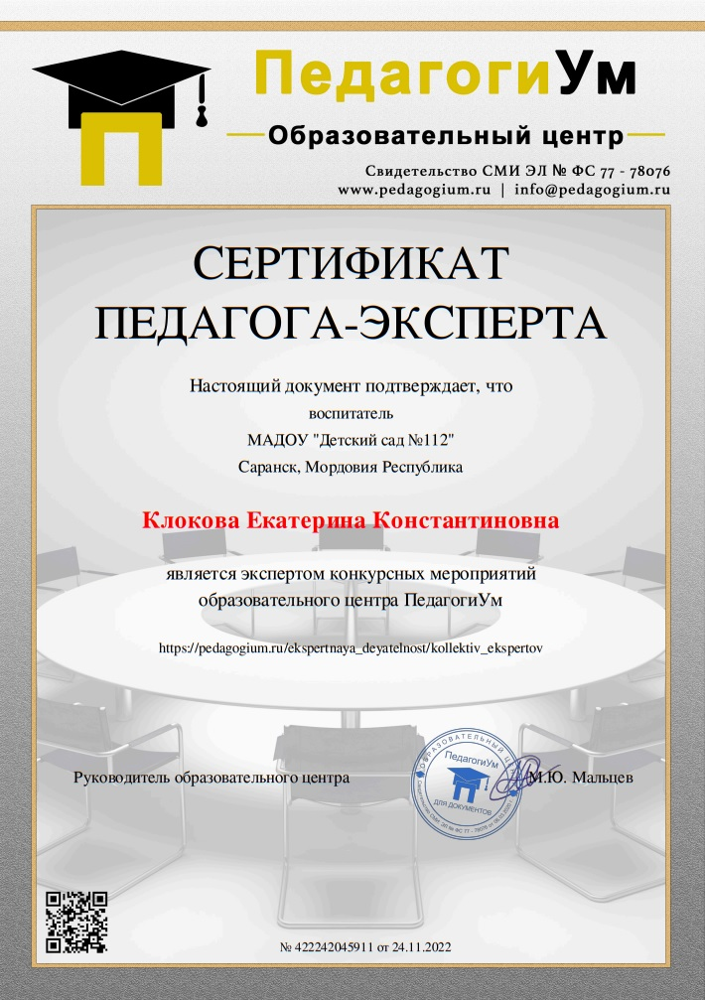 ПедагогиУм
Образовательный центр
Свидетельство СМИ ЭЛ № ФС 77 - 78076
www.pedagogium.ru | info@pedagogium.ru
СЕРТИФИКАТ
ПЕДАГОГА-ЭКСПЕРТА
Настоящий документ подтверждает, что
воспитатель
МАДОУ "Детский сад №112"
Саранск, Мордовия Республика
Клокова Екатерина Константиновна
является экспертом конкурсных мероприятий
образовательного центра ПедагогиУм
https://pedagogium.ru/ekspertnaya_deyatelnost/kollektiv_ekspertov
ОБРАЗОВАТЕЛЬНЫЙ
ПедагогиУм
ДЛЯ ДОКУМЕНТОВ
Руководитель образовательного центра
М.Ю. Мальцев
№ 422242045911 от 24.11.2022